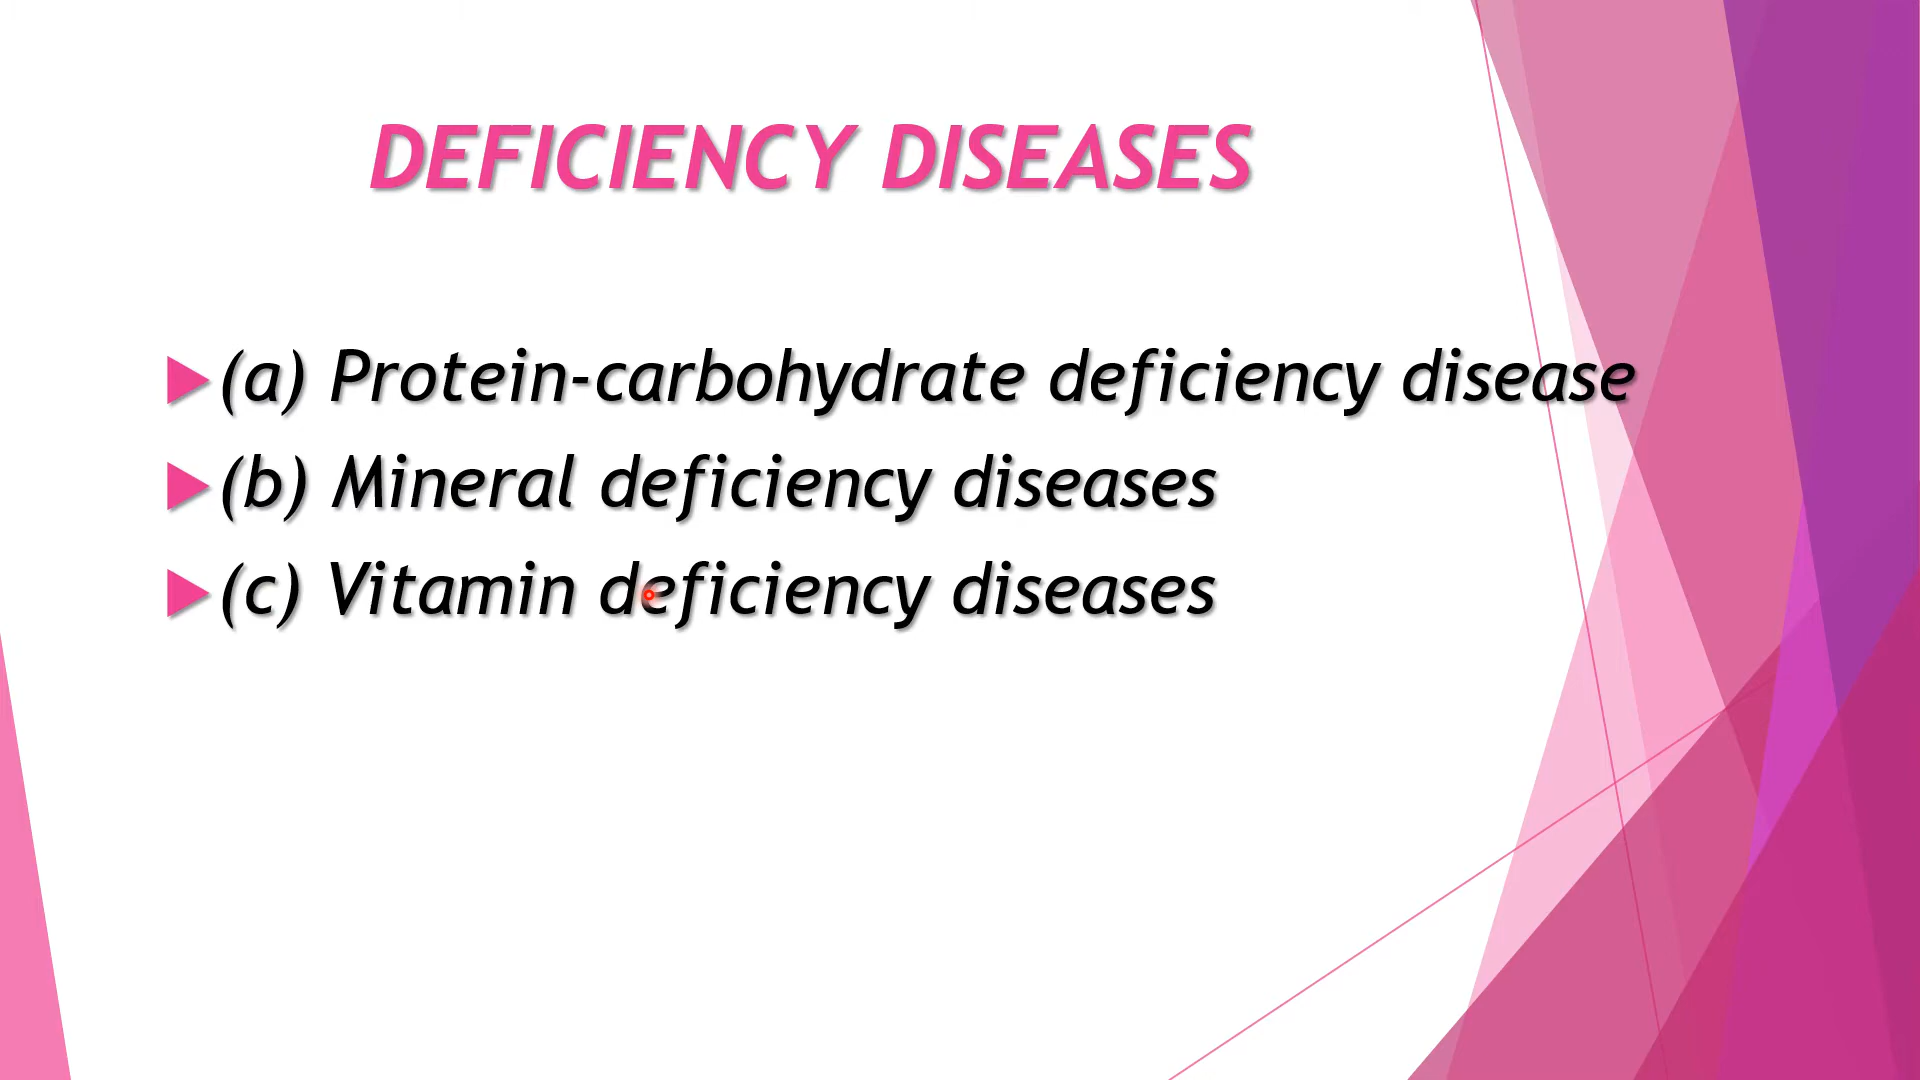 DEFICIENCY DISEASES
(a) Protein-carbohydrate deficiency disease
(b) Mineral deficiency diseases
(c) Vitamin deficiency diseases